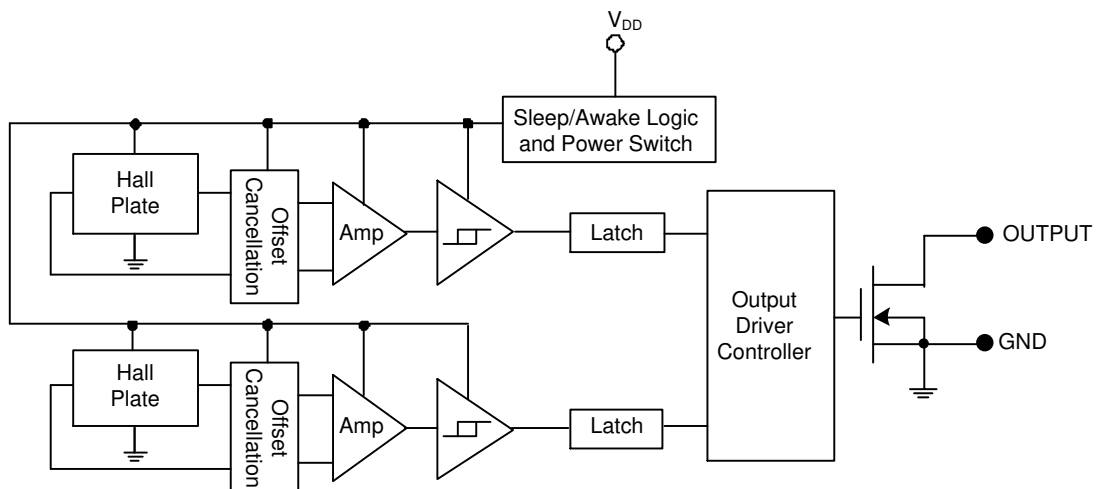 VDD
Sleep/Awake Logic
and Power Switch
Hall
Plate
Offset
Cancellation
Amp
Latch
Output
Driver
Controller
OUTPUT
GND
Hall
Plate
Offset
Cancellation
Amp
Latch